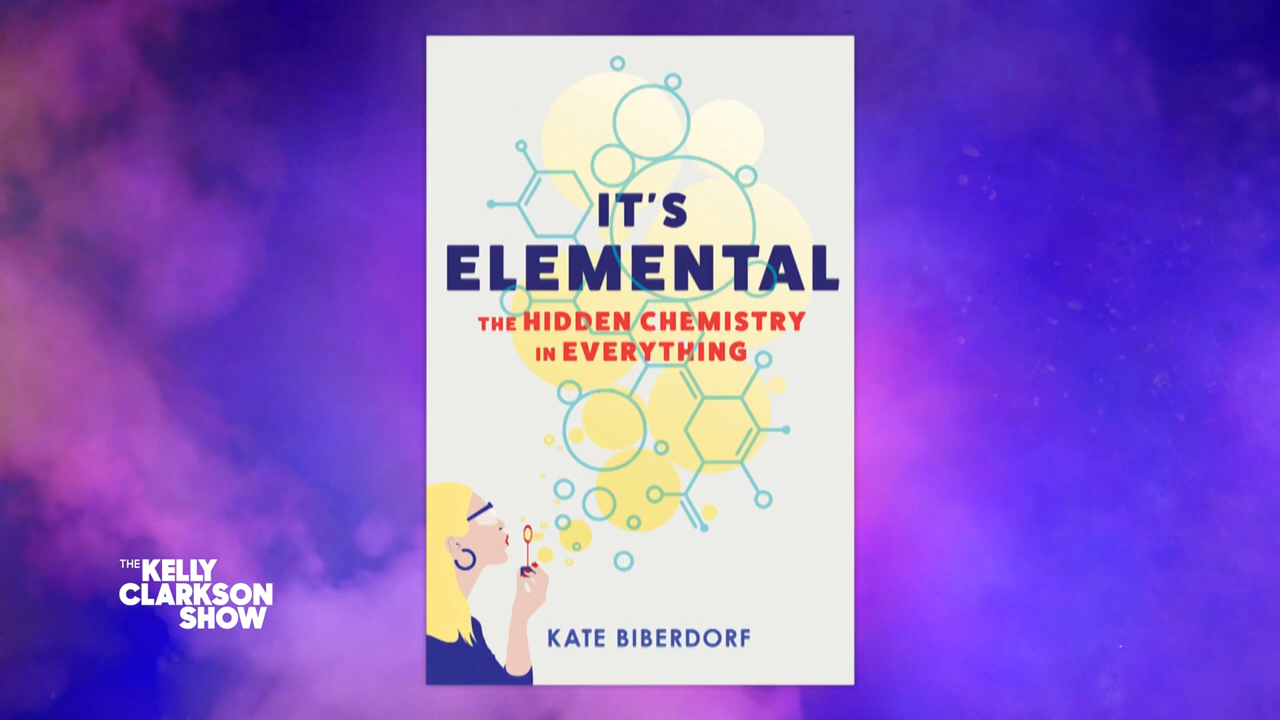 IT'S
ELEMENTAL
THE HIDDEN CHEMISTRY
IN EVERYTHING
KATE BIBERDORF
THE KELLY
CLARKSON
SHOW